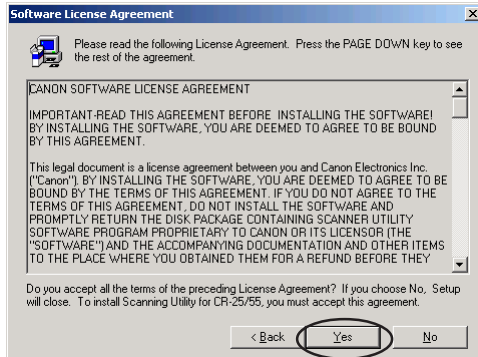 Software License Agreement
Please read the following License Agreement. Press the PAGE DOWN key to see
the rest of the agreement.
CANON SOFTWARE LICENSE AGREEMENT
IMPORTANT-READ THIS AGREEMENT BEFORE INSTALLING THE SOFTWARE!
BY INSTALLING THE SOFTWARE, YOU ARE DEEMED TO AGREE TO BE BOUND
BY THIS AGREEMENT.
This legal document is a license agreement between you and Canon Electronics Inc.
("Canon"). BY INSTALLING THE SOFTWARE, YOU ARE DEEMED TO AGREE TO BE
BOUND BY THE TERMS OF THIS AGREEMENT. IF YOU DO NOT AGREE TO THE
TERMS OF THIS AGREEMENT, DO NOT INSTALL THE SOFTWARE AND
PROMPTLY RETURN THE DISK PACKAGE CONTAINING SCANNER UTILITY
SOFTWARE PROGRAM PROPRIETARY TO CANON OR ITS LICENSOR (THE
"SOFTWARE") AND THE ACCOMPANYING DOCUMENTATION AND OTHER ITEMS
TO THE PLACE WHERE YOU OBTAINED THEM FOR A REFUND BEFORE THEY
Do you accept all the terms of the preceding License Agreement? If you choose No, Setup
will close. To install Scanning Utility for CR-25/55, you must accept this agreement.
< Back Yes No